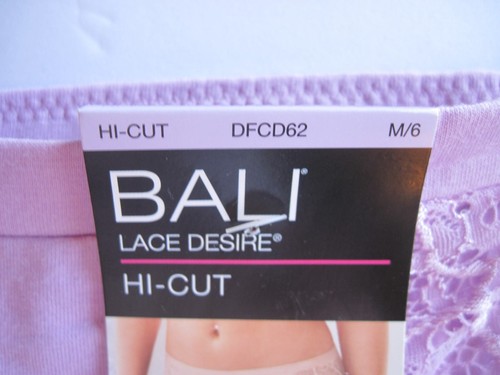 HI-CUT DFCD62 M/6
BALI®
LACE DESIRE®
HI-CUT